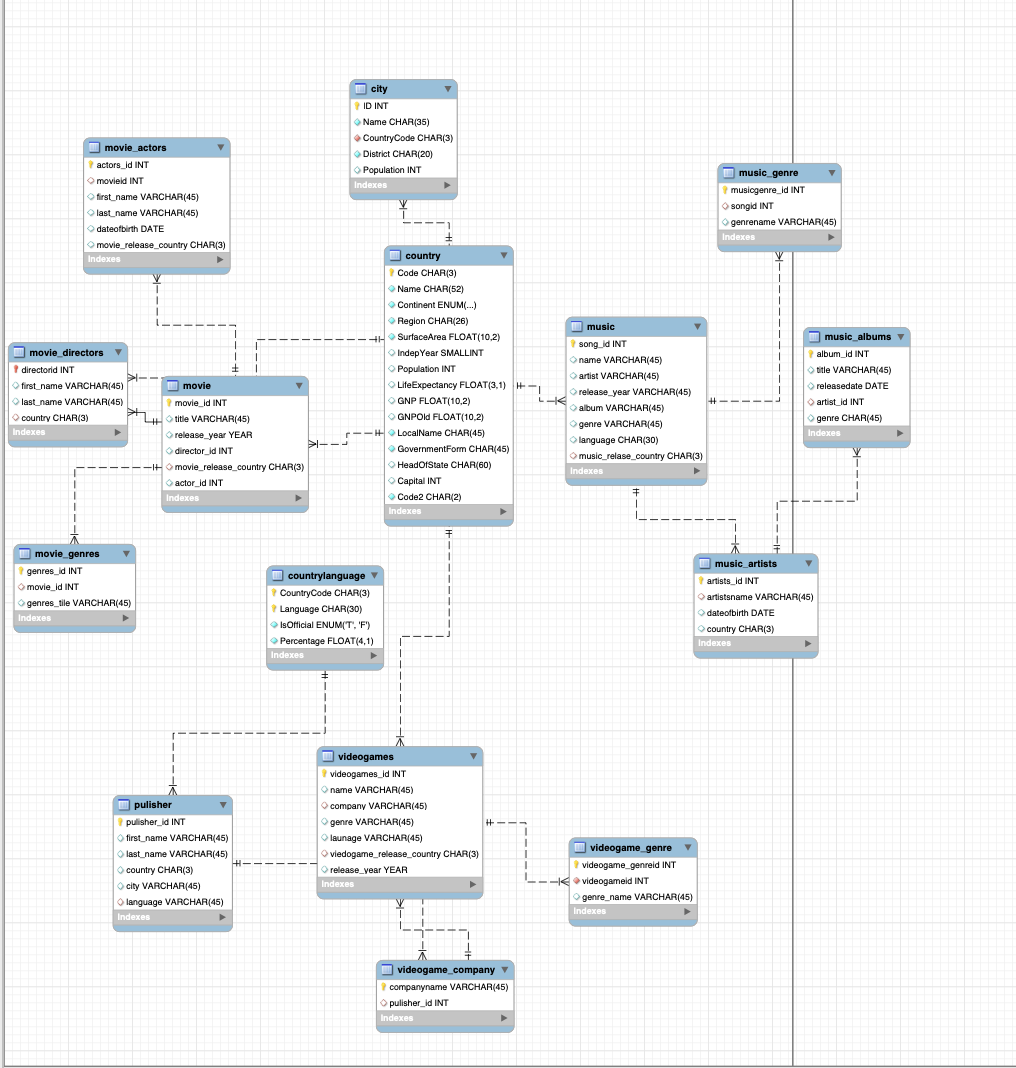 city
ID INT
Name CHAR(35)
CountryCode CHAR(3)
District CHAR(20)
Population INT
Indexes
movie_actors
actors_id INT
movieid INT
first_name VARCHAR(45)
last_name VARCHAR(45)
dateofbirth DATE
movie_release_country CHAR(3)
Indexes
music_genre
musicgenre_id INT
songid INT
genrename VARCHAR(45)
Indexes
country
Code CHAR(3)
Name CHAR(52)
Continent ENUM(...)
Region CHAR(26)
SurfaceArea FLOAT(10,2)
IndepYear SMALLINT
Population INT
LifeExpectancy FLOAT(3,1)
GNP FLOAT(10,2)
GNPOld FLOAT(10,2)
LocalName CHAR(45)
GovernmentForm CHAR(45)
HeadOfState CHAR(60)
Capital INT
Code2 CHAR(2)
Indexes
music
song_id INT
name VARCHAR(45)
artist VARCHAR(45)
release_year VARCHAR(45)
album VARCHAR(45)
genre VARCHAR(45)
language CHAR(30)
music_relase_country CHAR(3)
Indexes
music_albums
album_id INT
title VARCHAR(45)
releasedate DATE
artist_id INT
genre CHAR(45)
Indexes
movie_directors
directorid INT
first_name VARCHAR(45)
last_name VARCHAR(45)
country CHAR(3)
Indexes
movie
movie_id INT
title VARCHAR(45)
release_year YEAR
director_id INT
movie_release_country CHAR(3)
actor_id INT
Indexes
movie_genres
genres_id INT
movie_id INT
genres_tile VARCHAR(45)
Indexes
countrylanguage
CountryCode CHAR(3)
Language CHAR(30)
IsOfficial ENUM('T', 'F')
Percentage FLOAT(4,1)
Indexes
music_artists
artists_id INT
artistsname VARCHAR(45)
dateofbirth DATE
country CHAR(3)
Indexes
videogames
videogames_id INT
name VARCHAR(45)
company VARCHAR(45)
genre VARCHAR(45)
launage VARCHAR(45)
viedogame_release_country CHAR(3)
release_year YEAR
Indexes
pulisher
pulisher_id INT
first_name VARCHAR(45)
last_name VARCHAR(45)
country CHAR(3)
city VARCHAR(45)
language VARCHAR(45)
Indexes
videogame_genre
videogame_genreid INT
videogameid INT
genre_name VARCHAR(45)
Indexes
videogame_company
companyname VARCHAR(45)
pulisher_id INT
Indexes